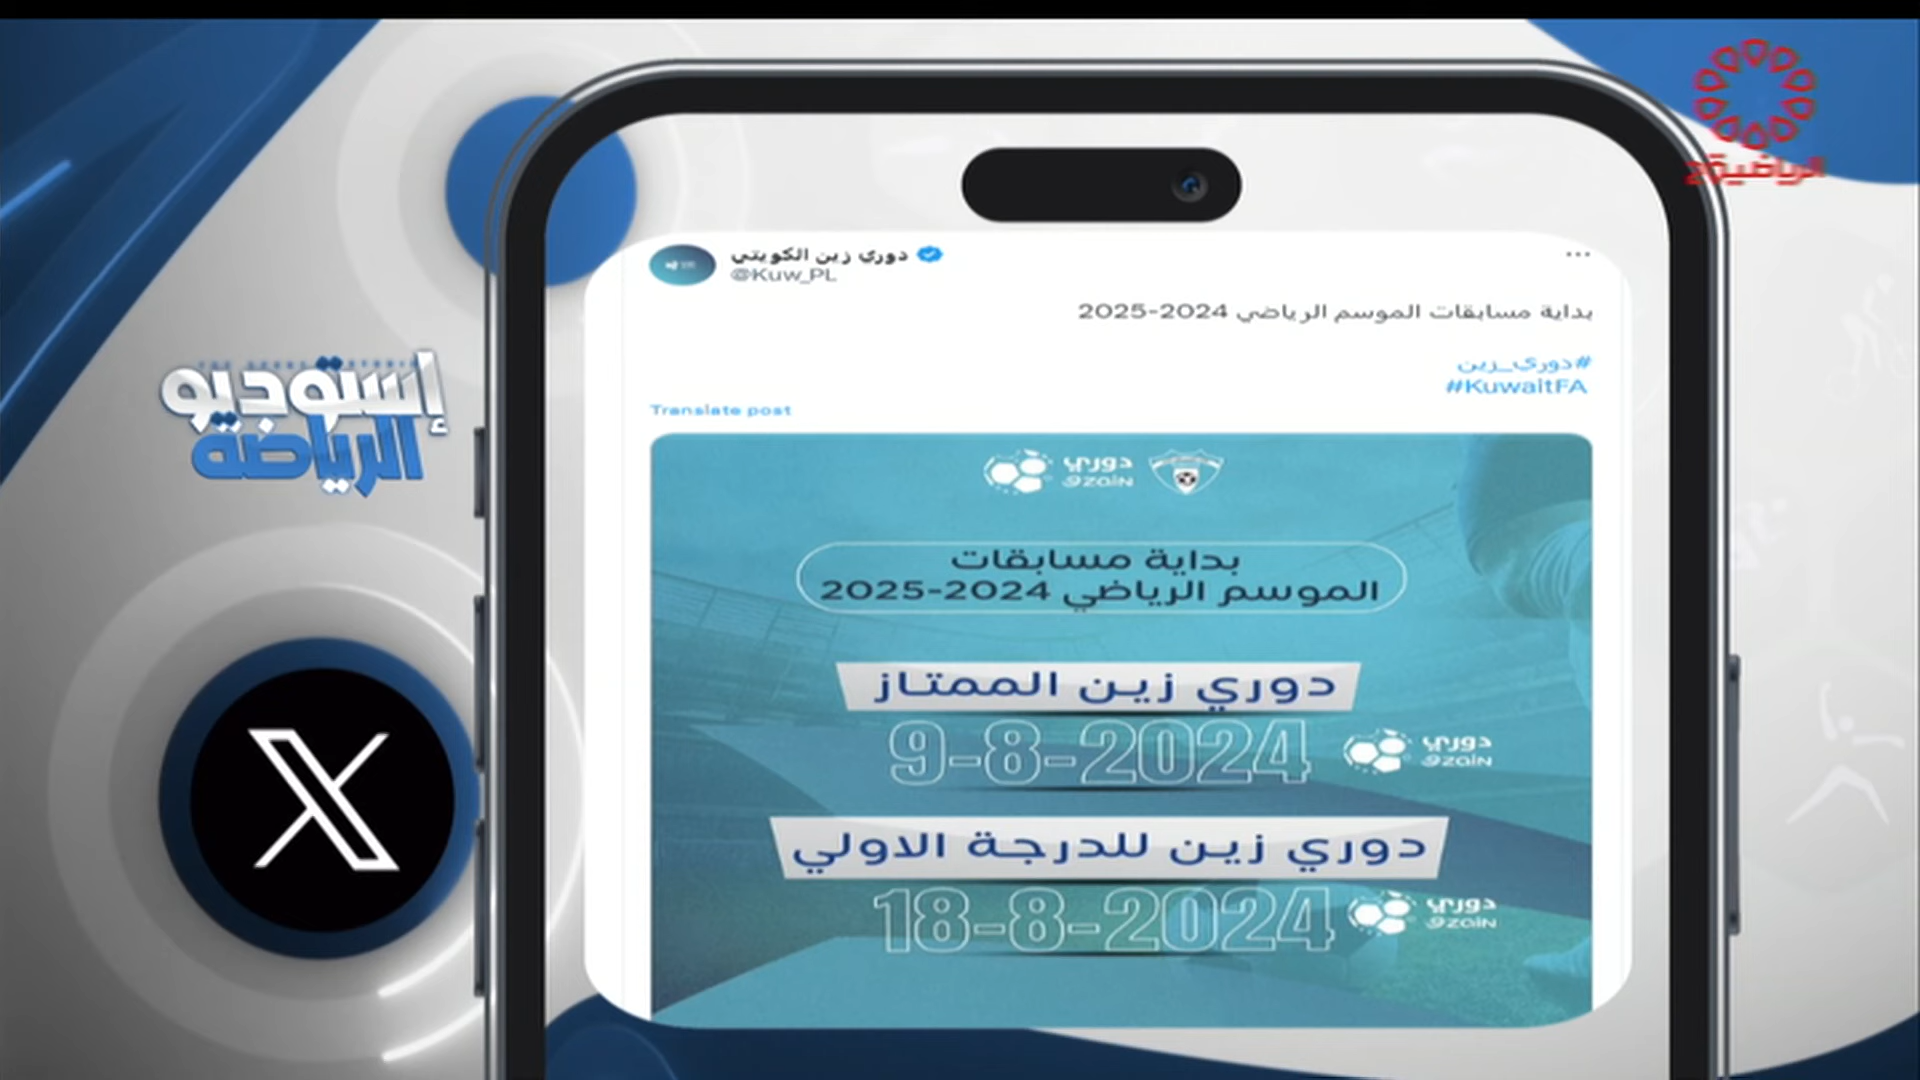 الرياضية
إستوديو
الرياضة
دوري زين الكويتي
@Kuw_PL
بداية مسابقات الموسم الرياضي 2024-2025
#دوري_زين
#KuwaitFA
Translate post
دوري
zain
بداية مسابقات
الموسم الرياضي 2024-2025
دوري زين الممتاز
9-8-2024
دوري
zain
دوري زين للدرجة الاولي
18-8-2024
دوري
zain